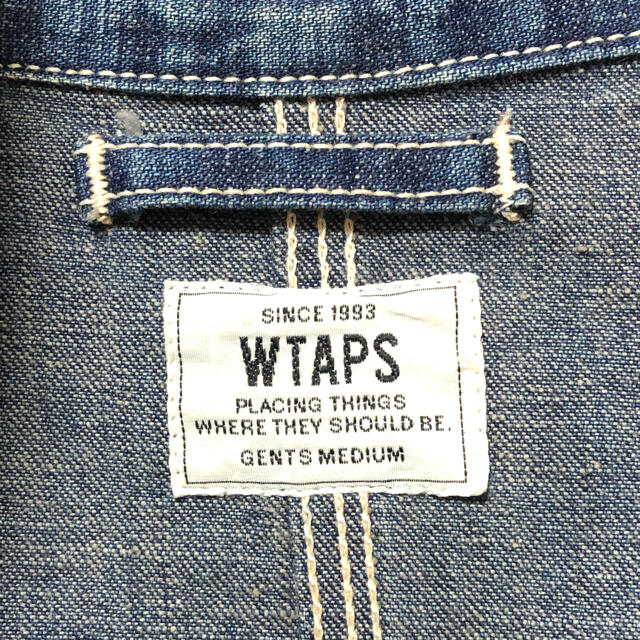 SINCE 1993
WTAPS
PLACING THINGS
WHERE THEY SHOULD BE.
GENTS MEDIUM